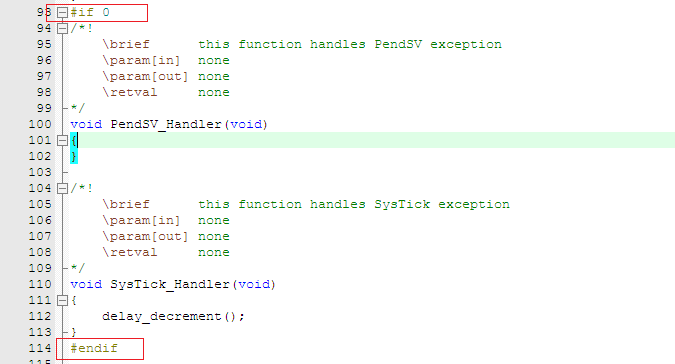 93 #if 0
94 /*!
95     \brief      this function handles PendSV exception
96     \param[in]  none
97     \param[out] none
98     \retval     none
99 */
100 void PendSV_Handler(void)
101 {
102 }
103
104 /*!
105     \brief      this function handles SysTick exception
106     \param[in]  none
107     \param[out] none
108     \retval     none
109 */
110 void SysTick_Handler(void)
111 {
112     delay_decrement();
113 }
114 #endif